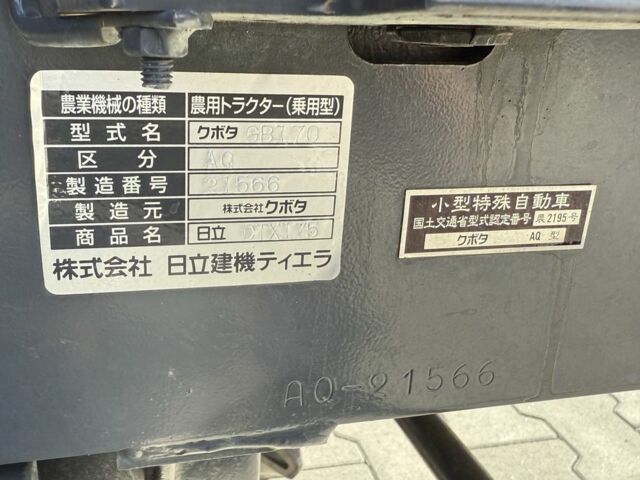 農業機械の種類 農用トラクター(乗用型)
型式名 クボタ GB170
区分 AQ
製造番号 21566
製造元 株式会社クボタ
商品名 日立 DTX175
株式会社 日立建機ティエラ
小型特殊自動車
国土交通省型式認定番号 農2195号
クボタ AQ 型
AQ-21566